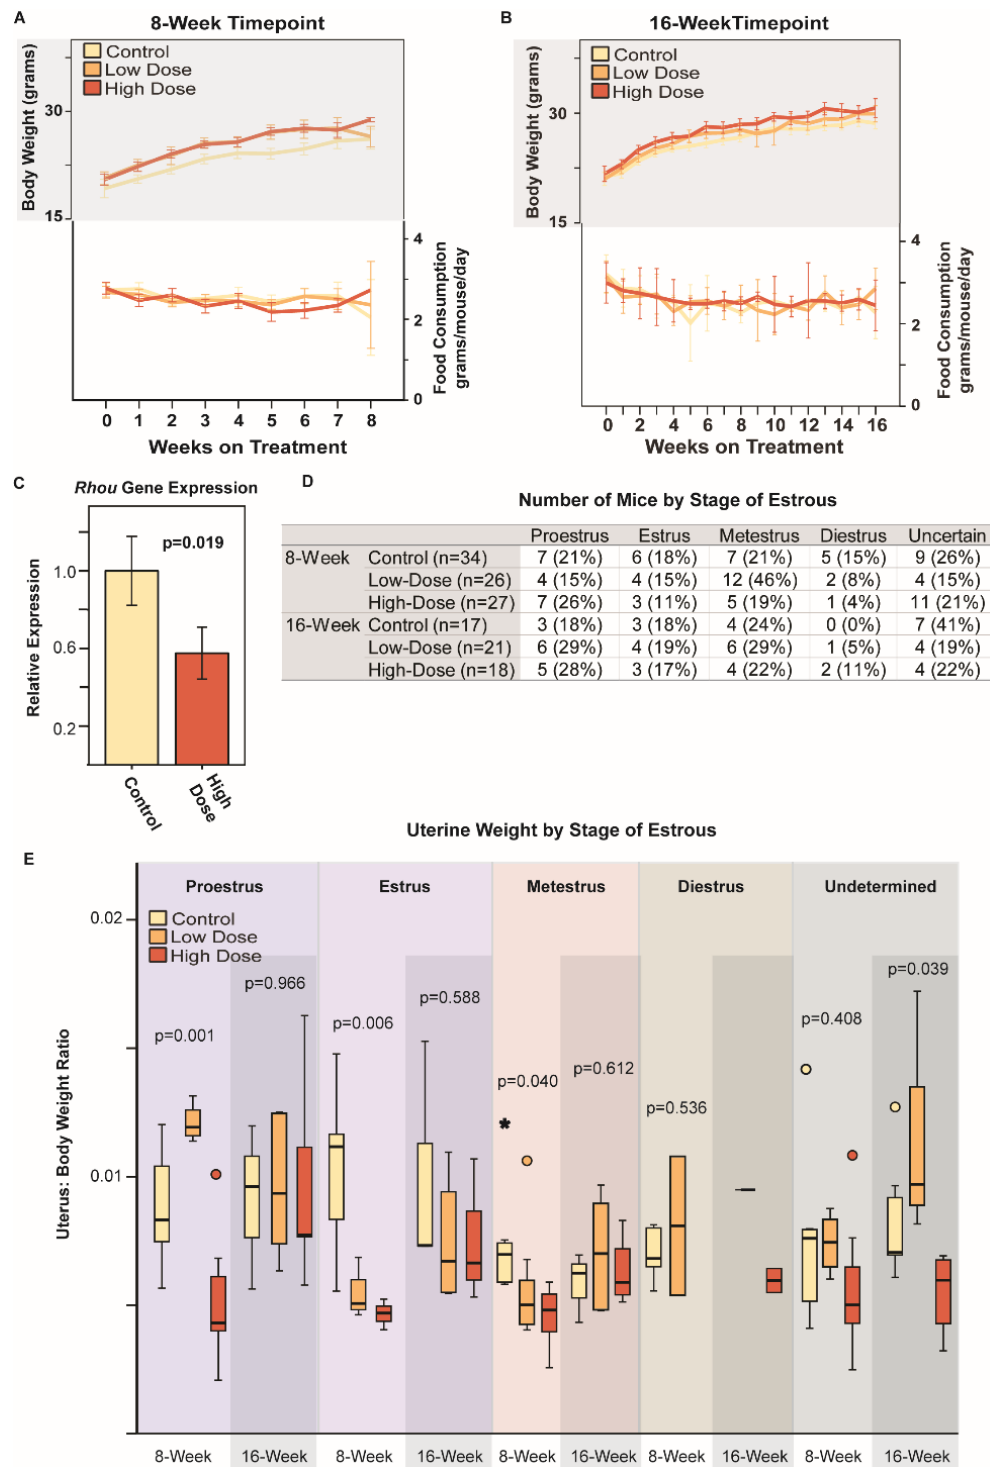 A
8-Week Timepoint
Control
Low Dose
High Dose
Body Weight (grams)
30
15
4
2
0
Food Consumption
grams/mouse/day
0 1 2 3 4 5 6 7 8
Weeks on Treatment
B
16-WeekTimepoint
Control
Low Dose
High Dose
Body Weight (grams)
30
15
4
2
0
Food Consumption
grams/mouse/day
0 2 4 6 8 10 12 14 16
Weeks on Treatment
C
Rhou Gene Expression
p=0.019
Relative Expression
1.0
0.6
0.2
Control
High
Dose
D
Number of Mice by Stage of Estrous
Proestrus Estrus Metestrus Diestrus Uncertain
8-Week Control (n=34) 7 (21%) 6 (18%) 7 (21%) 5 (15%) 9 (26%)
Low-Dose (n=26) 4 (15%) 4 (15%) 12 (46%) 2 (8%) 4 (15%)
High-Dose (n=27) 7 (26%) 3 (11%) 5 (19%) 1 (4%) 11 (21%)
16-Week Control (n=17) 3 (18%) 3 (18%) 4 (24%) 0 (0%) 7 (41%)
Low-Dose (n=21) 6 (29%) 4 (19%) 6 (29%) 1 (5%) 4 (19%)
High-Dose (n=18) 5 (28%) 3 (17%) 4 (22%) 2 (11%) 4 (22%)
Uterine Weight by Stage of Estrous
E
Proestrus Estrus Metestrus Diestrus Undetermined
Control
Low Dose
High Dose
0.02
0.01
Uterus: Body Weight Ratio
p=0.001
p=0.966
p=0.006
p=0.588
p=0.040
p=0.612
p=0.536
p=0.408
p=0.039
*
8-Week 16-Week 8-Week 16-Week 8-Week 16-Week 8-Week 16-Week 8-Week 16-Week